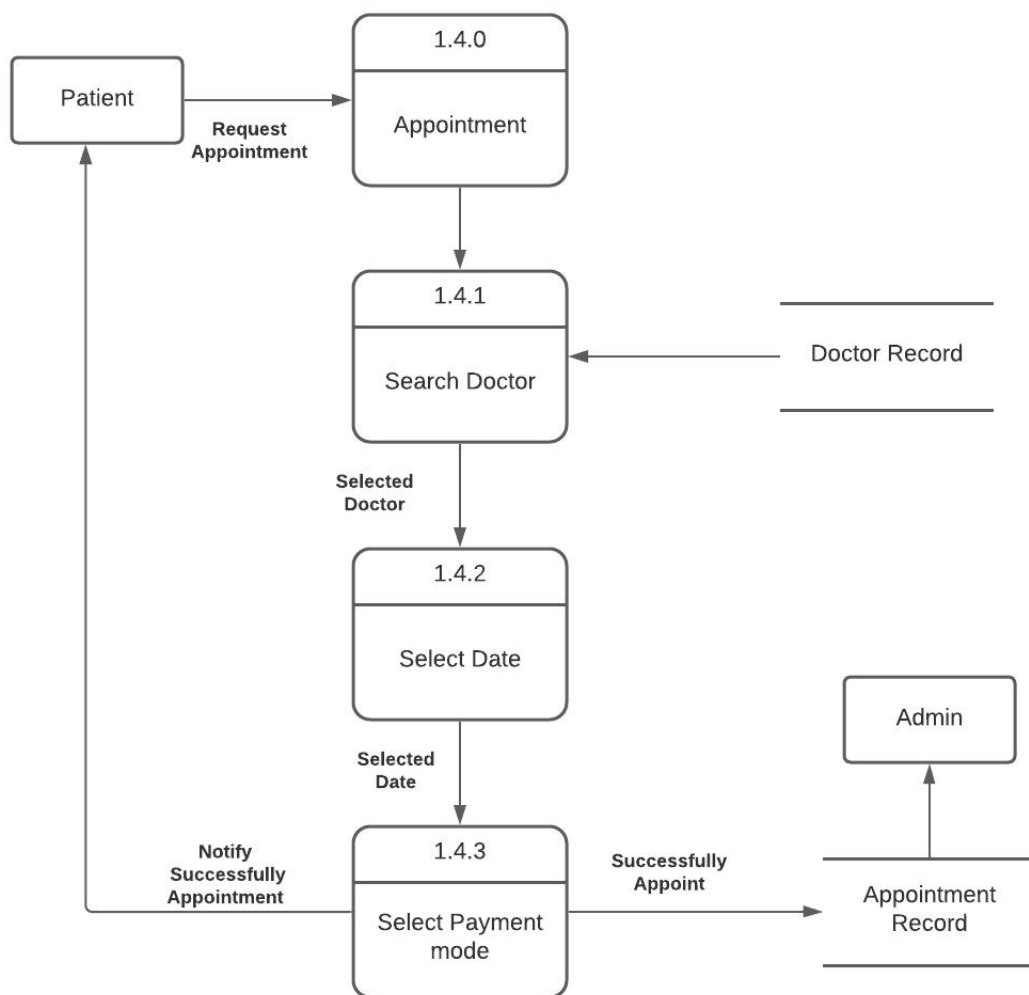 1.4.0
Patient
Appointment
Request
Appointment
1.4.1
Search Doctor
Doctor Record
Selected
Doctor
1.4.2
Select Date
Admin
Selected
Date
1.4.3
Notify
Successfully
Appointment
Successfully
Appoint
Select Payment
mode
Appointment
Record